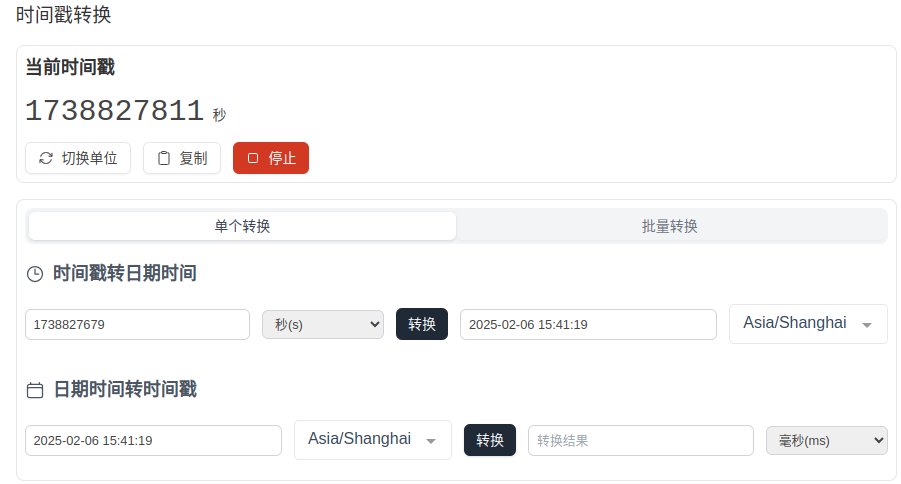 时间戳转换
当前时间戳
1738827811 秒
切换单位 复制 停止
单个转换 批量转换
时间戳转日期时间
1738827679 秒(s) 转换 2025-02-06 15:41:19 Asia/Shanghai
日期时间转时间戳
2025-02-06 15:41:19 Asia/Shanghai 转换 转换结果 毫秒(ms)